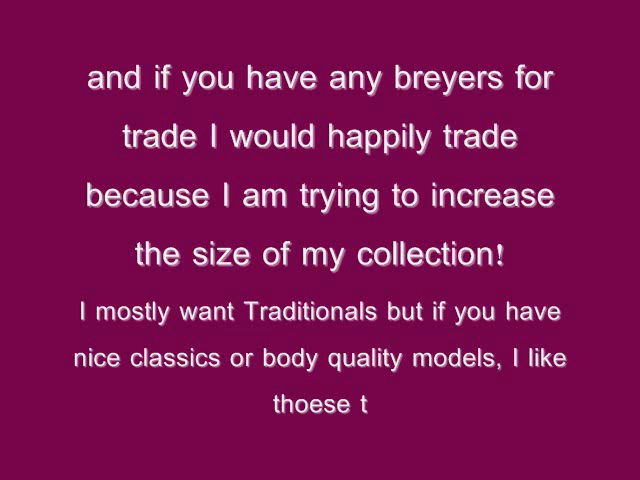 and if you have any breyers for
trade I would happily trade
because I am trying to increase
the size of my collection!
I mostly want Traditionals but if you have
nice classics or body quality models, I like
thoese t